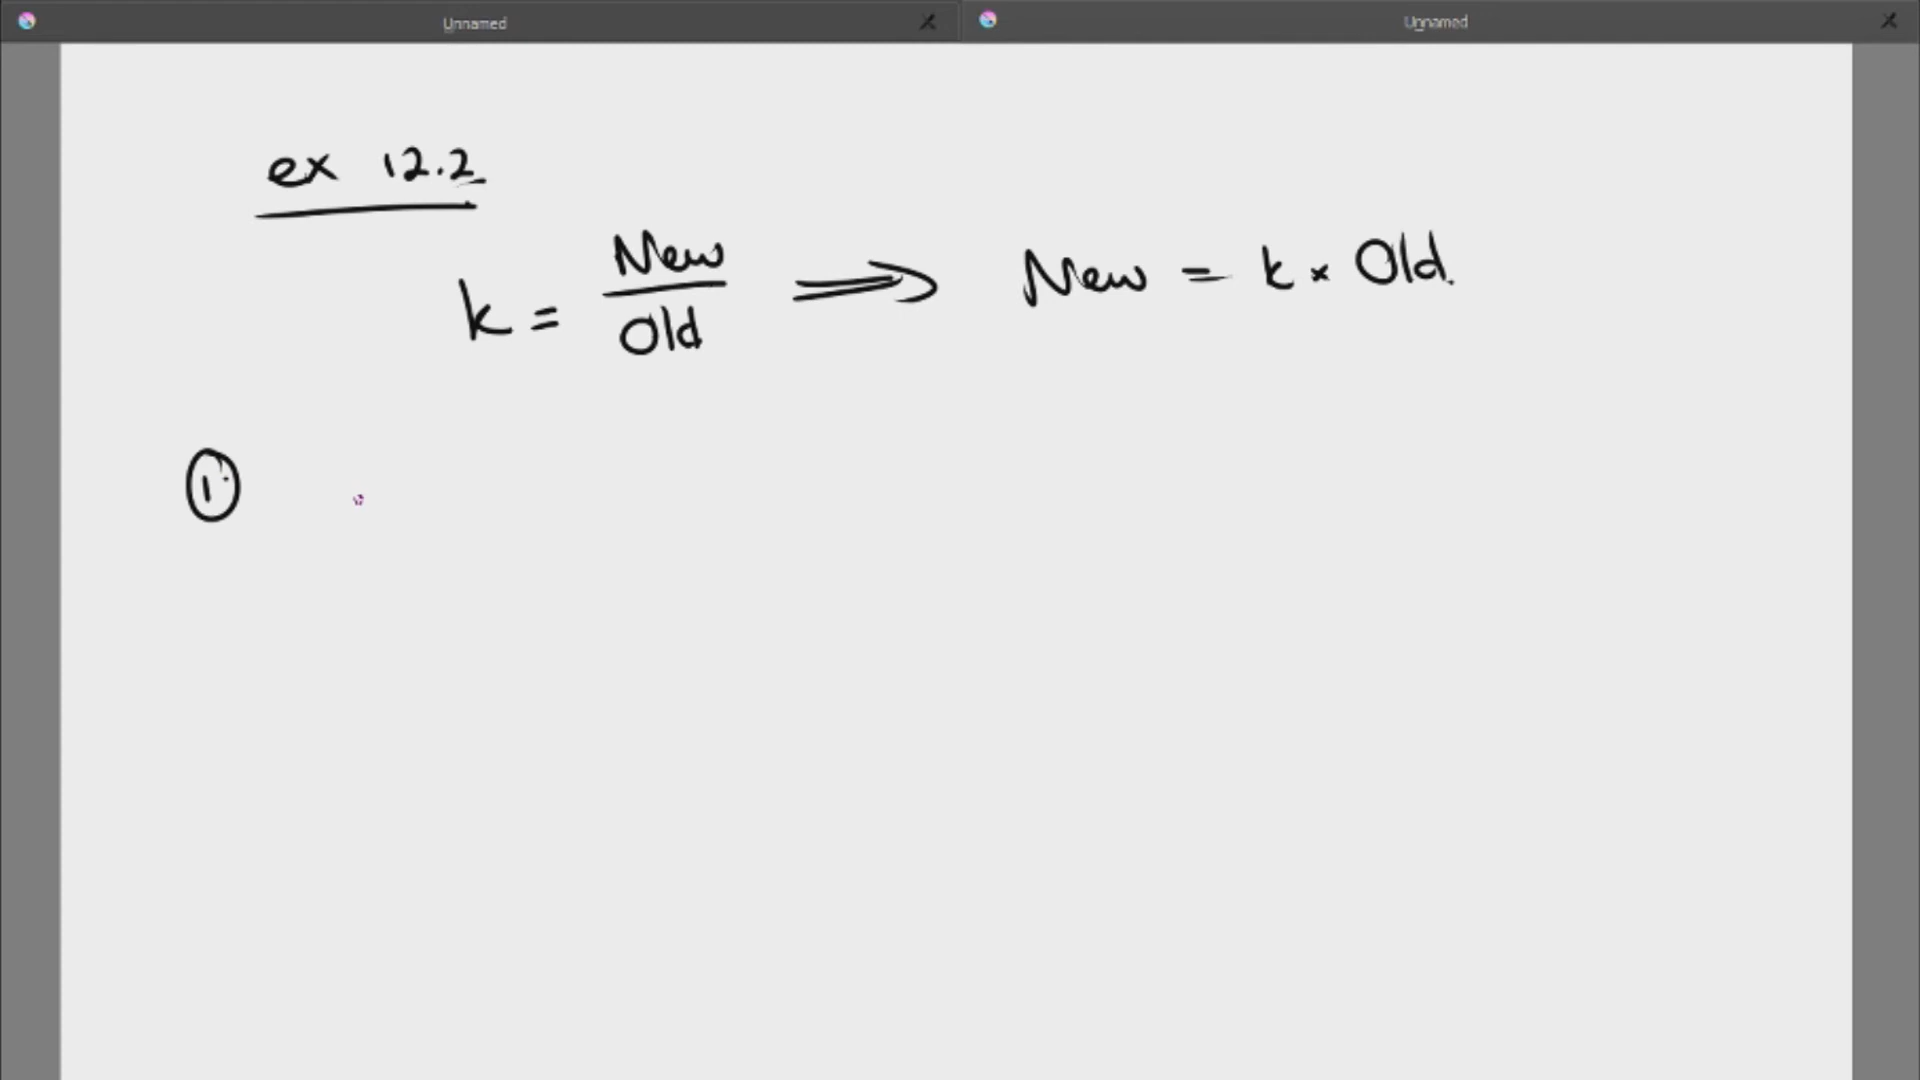 Unnamed Unnamed
ex 12.2
k = New / Old ⟹ New = k × Old.
①